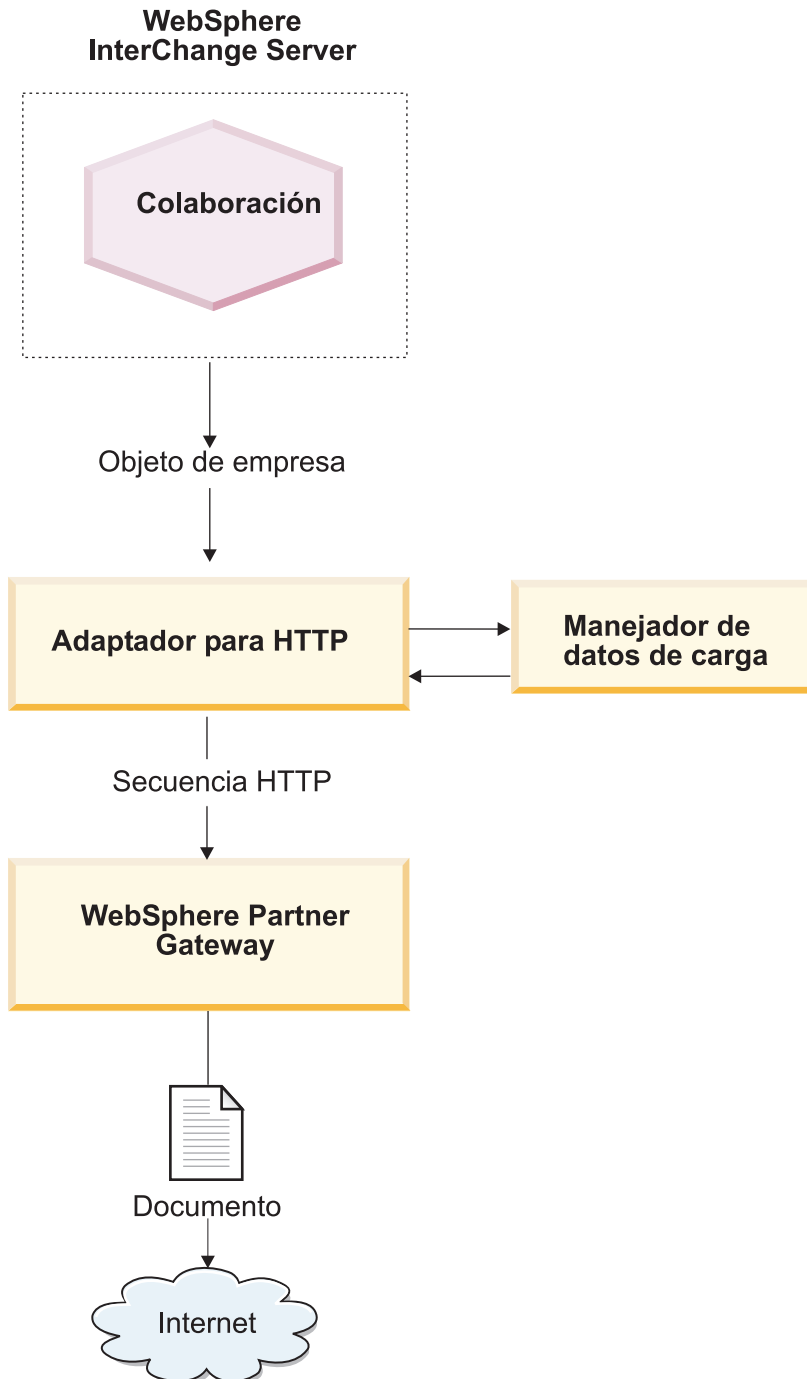 WebSphere
InterChange Server
Colaboración
Objeto de empresa
Adaptador para HTTP
Manejador de
datos de carga
Secuencia HTTP
WebSphere Partner
Gateway
Documento
Internet